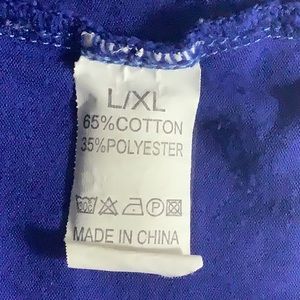 L/XL
65%COTTON
35%POLYESTER
MADE IN CHINA